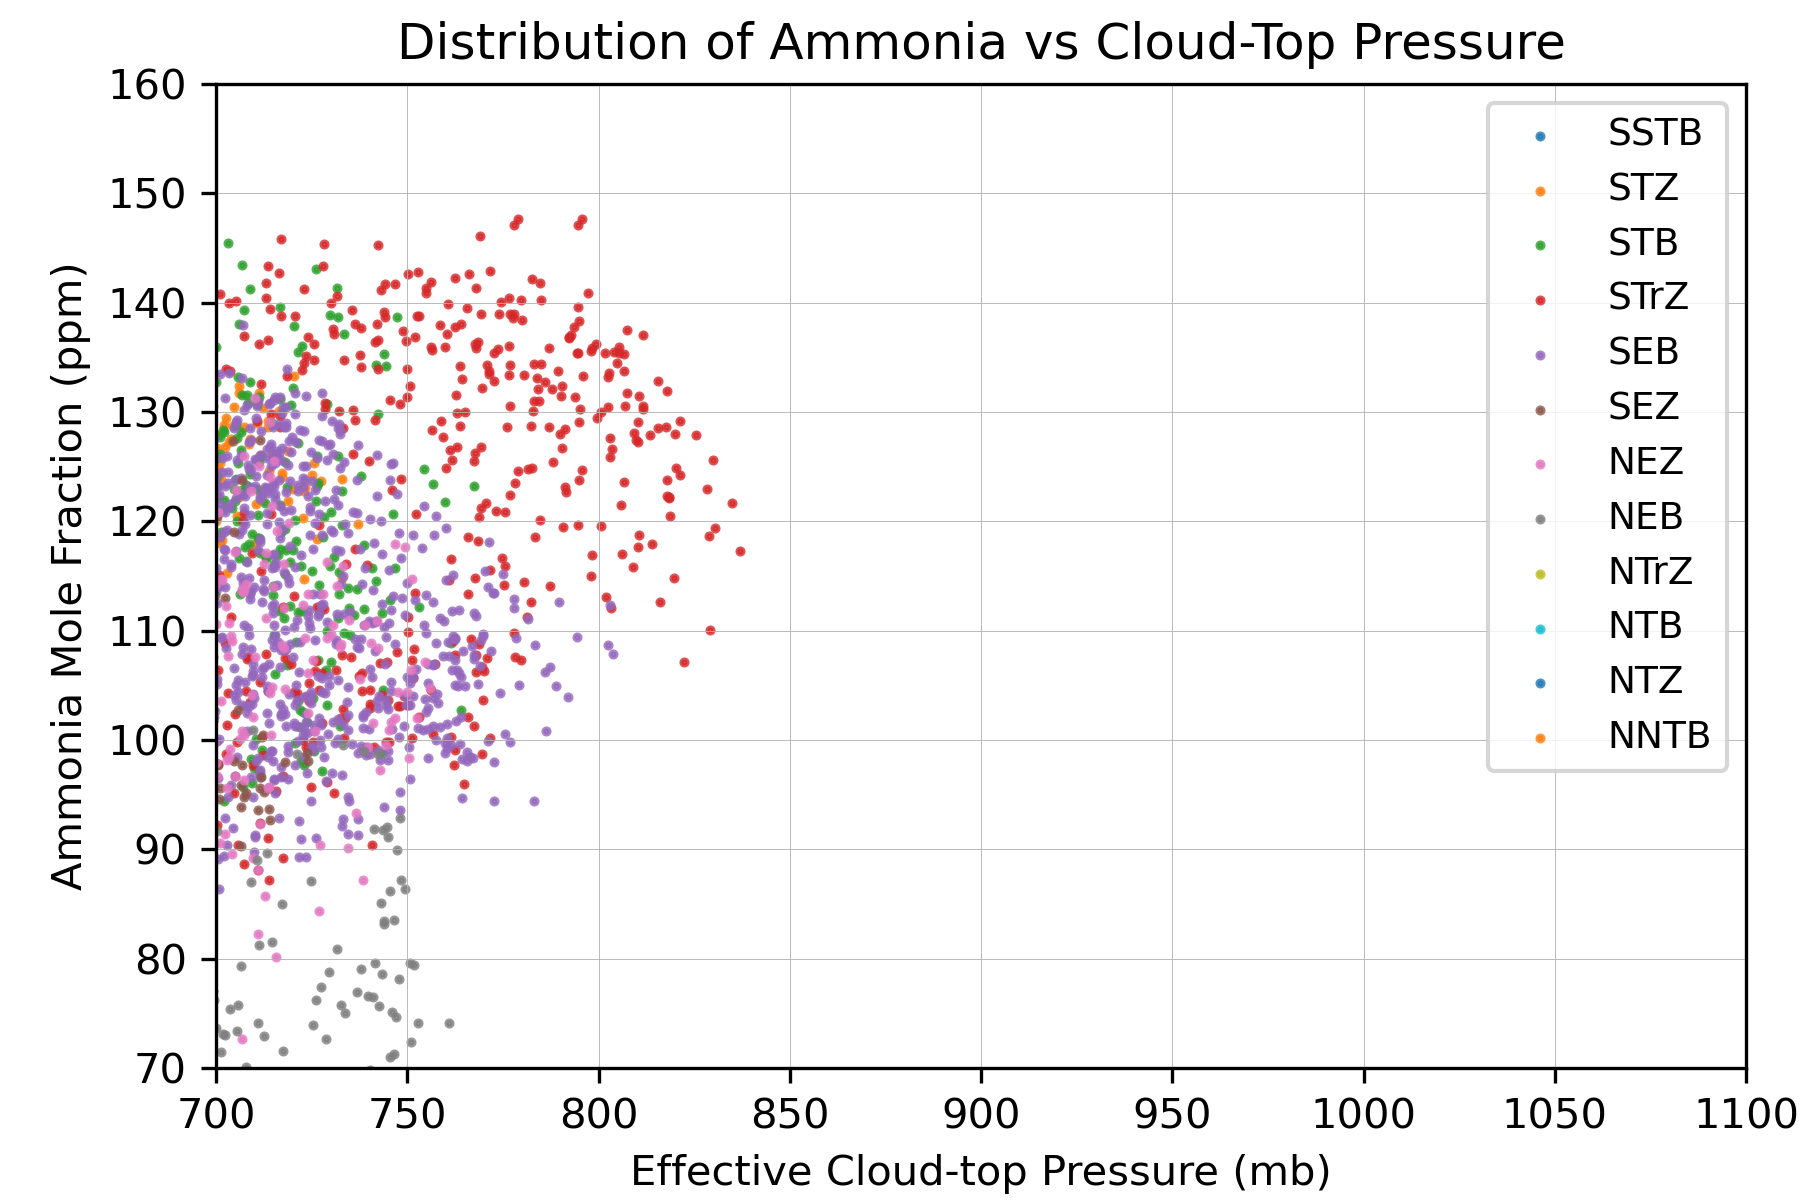 Distribution of Ammonia vs Cloud-Top Pressure
160
150
140
130
120
110
100
90
80
70
Ammonia Mole Fraction (ppm)
SSTB
STZ
STB
STrZ
SEB
SEZ
NEZ
NEB
NTrZ
NTB
NTZ
NNTB
700 750 800 850 900 950 1000 1050 1100
Effective Cloud-top Pressure (mb)